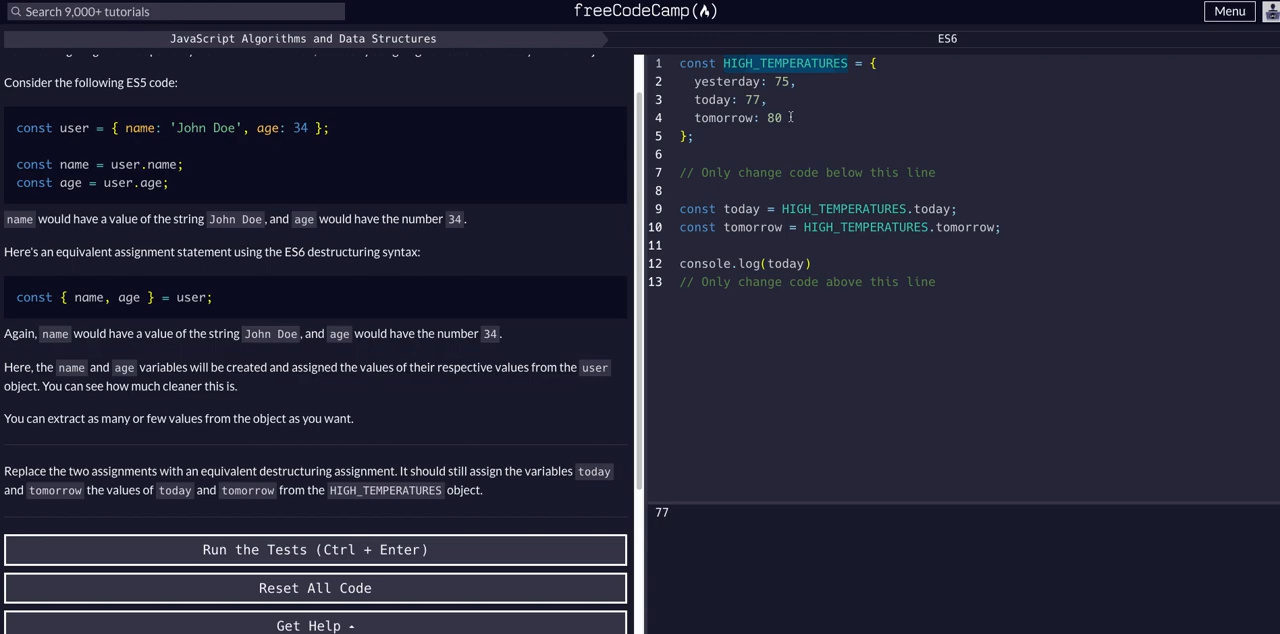 Search 9,000+ tutorials
freeCodeCamp
Menu
JavaScript Algorithms and Data Structures
ES6
Consider the following ES5 code:
const user = { name: 'John Doe', age: 34 };
const name = user.name;
const age = user.age;
name would have a value of the string John Doe, and age would have the number 34.
Here's an equivalent assignment statement using the ES6 destructuring syntax:
const { name, age } = user;
Again, name would have a value of the string John Doe, and age would have the number 34.
Here, the name and age variables will be created and assigned the values of their respective values from the user
object. You can see how much cleaner this is.
You can extract as many or few values from the object as you want.
Replace the two assignments with an equivalent destructuring assignment. It should still assign the variables today
and tomorrow the values of today and tomorrow from the HIGH_TEMPERATURES object.
Run the Tests (Ctrl + Enter)
Reset All Code
Get Help
1 const HIGH_TEMPERATURES = {
2 yesterday: 75,
3 today: 77,
4 tomorrow: 80
5 };
6
7 // Only change code below this line
8
9 const today = HIGH_TEMPERATURES.today;
10 const tomorrow = HIGH_TEMPERATURES.tomorrow;
11
12 console.log(today)
13 // Only change code above this line
77